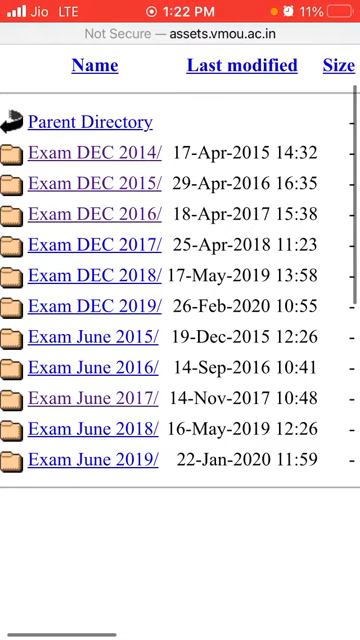 Jio LTE 1:22 PM 11%
Not Secure — assets.vmou.ac.in
Name Last modified Size
Parent Directory -
Exam DEC 2014/ 17-Apr-2015 14:32 -
Exam DEC 2015/ 29-Apr-2016 16:35 -
Exam DEC 2016/ 18-Apr-2017 15:38 -
Exam DEC 2017/ 25-Apr-2018 11:23 -
Exam DEC 2018/ 17-May-2019 13:58 -
Exam DEC 2019/ 26-Feb-2020 10:55 -
Exam June 2015/ 19-Dec-2015 12:26 -
Exam June 2016/ 14-Sep-2016 10:41 -
Exam June 2017/ 14-Nov-2017 10:48 -
Exam June 2018/ 16-May-2019 12:26 -
Exam June 2019/ 22-Jan-2020 11:59 -